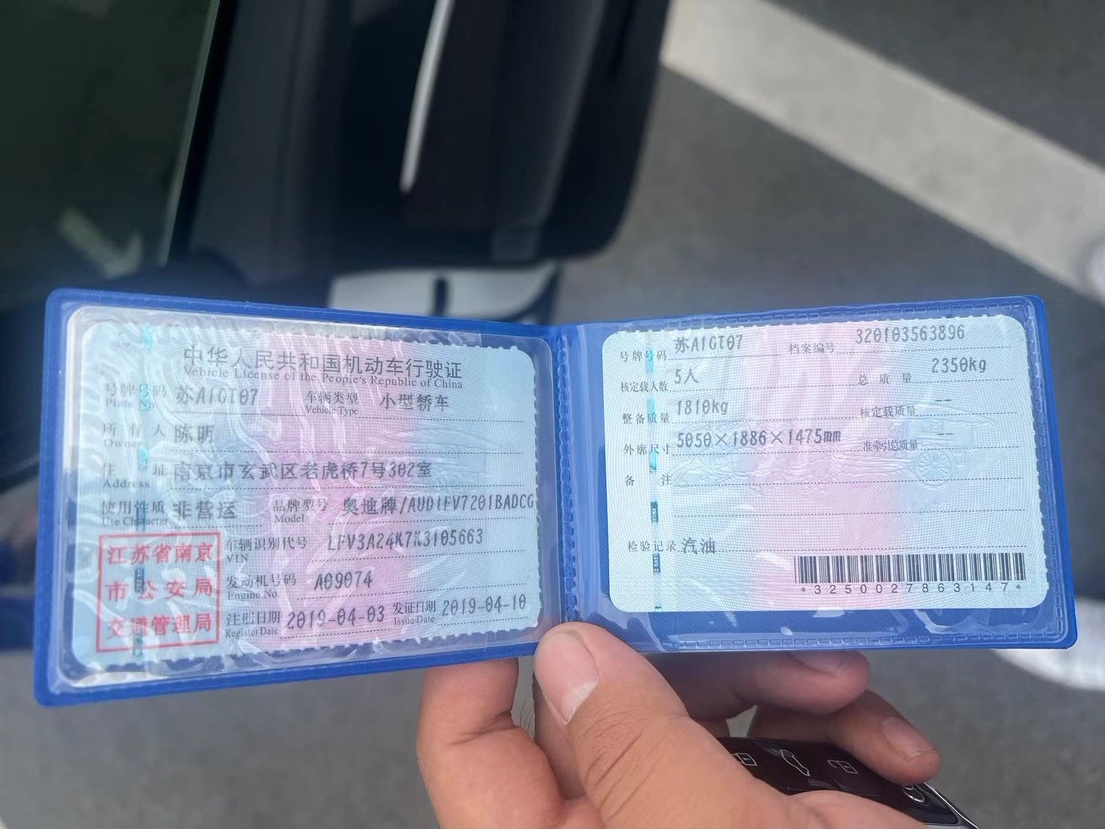 中华人民共和国机动车行驶证
Vehicle License of the People's Republic of China
号牌号码 苏A1GT07 车辆类型 小型轿车
Plate No. Vehicle Type
所有人 陈明
Owner
住址 南京市玄武区老虎桥7号302室
Address
使用性质 非营运 品牌型号 奥迪牌/AUDIFV7201BADCG
Use Character Model
江苏省南京
市公安局
交通管理局
车辆识别代号 LFV3A24K7K3105663
VIN
发动机号码 A09074
Engine No.
注册日期 2019-04-03 发证日期 2019-04-10
Register Date Issue Date
号牌号码 苏A1GT07 档案编号 320103563896
核定载人数 5人 总质量 2350kg
整备质量 1810kg 核定载质量 --
外廓尺寸 5050×1886×1475mm 准牵引总质量 --
备注
检验记录 汽油
*3250027863147*